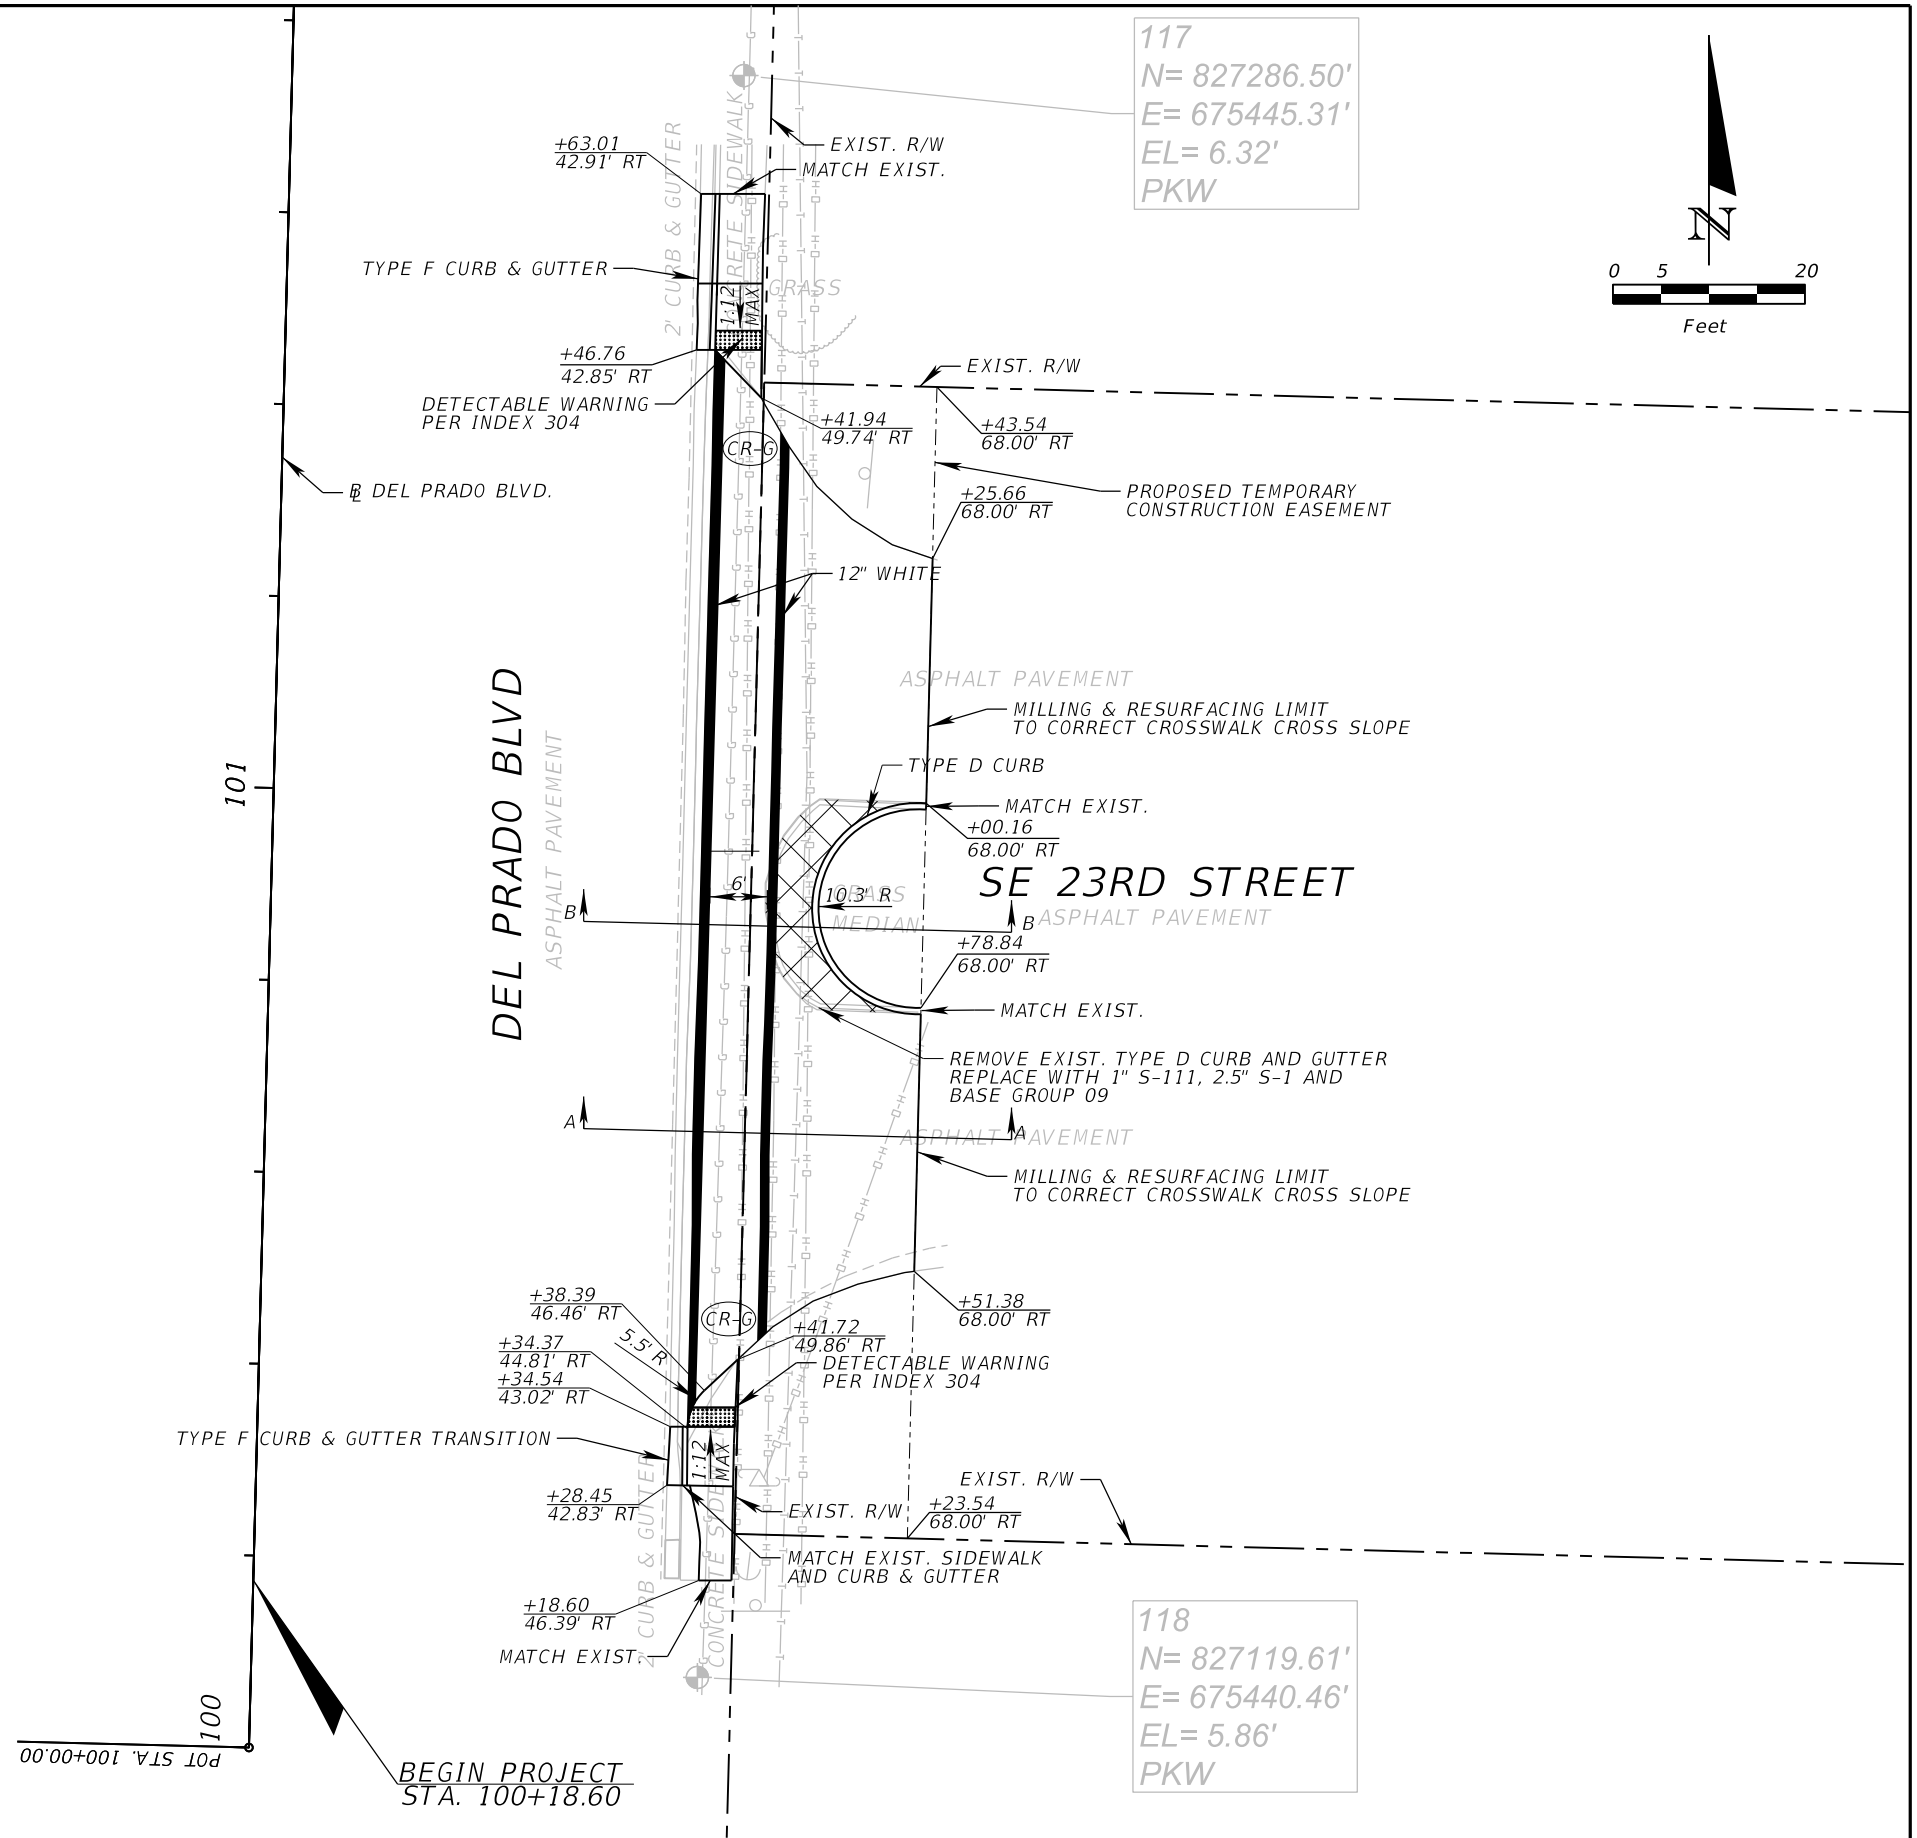 117
N= 827286.50'
E= 675445.31'
EL= 6.32'
PKW
N
0 5 20
Feet
2' CURB & GUTTER
CONCRETE SIDEWALK
+63.01
42.91' RT
EXIST. R/W
MATCH EXIST.
TYPE F CURB & GUTTER
1:12
MAX
GRASS
+46.76
42.85' RT
EXIST. R/W
DETECTABLE WARNING
PER INDEX 304
+41.94
49.74' RT
+43.54
68.00' RT
CR-G
BL DEL PRADO BLVD.
+25.66
68.00' RT
PROPOSED TEMPORARY
CONSTRUCTION EASEMENT
12" WHITE
ASPHALT PAVEMENT
MILLING & RESURFACING LIMIT
TO CORRECT CROSSWALK CROSS SLOPE
101
DEL PRADO BLVD
ASPHALT PAVEMENT
TYPE D CURB
MATCH EXIST.
+00.16
68.00' RT
SE 23RD STREET
ASPHALT PAVEMENT
6'
GRASS
MEDIAN
10.3' R
B
B
+78.84
68.00' RT
MATCH EXIST.
REMOVE EXIST. TYPE D CURB AND GUTTER
REPLACE WITH 1" S-111, 2.5" S-1 AND
BASE GROUP 09
A
A
ASPHALT PAVEMENT
MILLING & RESURFACING LIMIT
TO CORRECT CROSSWALK CROSS SLOPE
+38.39
46.46' RT
CR-G
+51.38
68.00' RT
+34.37
44.81' RT
5.5' R
+41.72
49.86' RT
+34.54
43.02' RT
DETECTABLE WARNING
PER INDEX 304
TYPE F CURB & GUTTER TRANSITION
1:12
MAX
EXIST. R/W
+28.45
42.83' RT
EXIST. R/W
+23.54
68.00' RT
2' CURB & GUTTER
CONCRETE SIDEWALK
MATCH EXIST. SIDEWALK
AND CURB & GUTTER
+18.60
46.39' RT
MATCH EXIST.
118
N= 827119.61'
E= 675440.46'
EL= 5.86'
PKW
100
POT STA. 100+00.00
BEGIN PROJECT
STA. 100+18.60